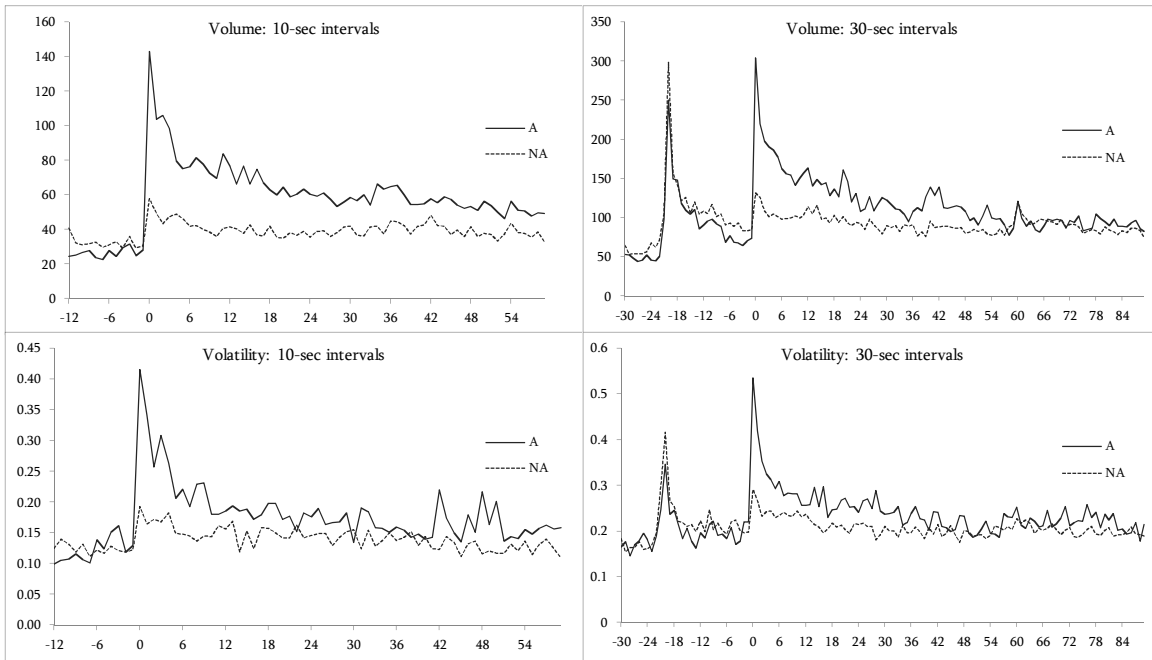 Volume: 10-sec intervals
160
140
120
100
80
60
40
20
0
A
NA
-12 -6 0 6 12 18 24 30 36 42 48 54
Volume: 30-sec intervals
350
300
250
200
150
100
50
0
A
NA
-30 -24 -18 -12 -6 0 6 12 18 24 30 36 42 48 54 60 66 72 78 84
Volatility: 10-sec intervals
0.45
0.40
0.35
0.30
0.25
0.20
0.15
0.10
0.05
0.00
A
NA
-12 -6 0 6 12 18 24 30 36 42 48 54
Volatility: 30-sec intervals
0.6
0.5
0.4
0.3
0.2
0.1
0
A
NA
-30 -24 -18 -12 -6 0 6 12 18 24 30 36 42 48 54 60 66 72 78 84